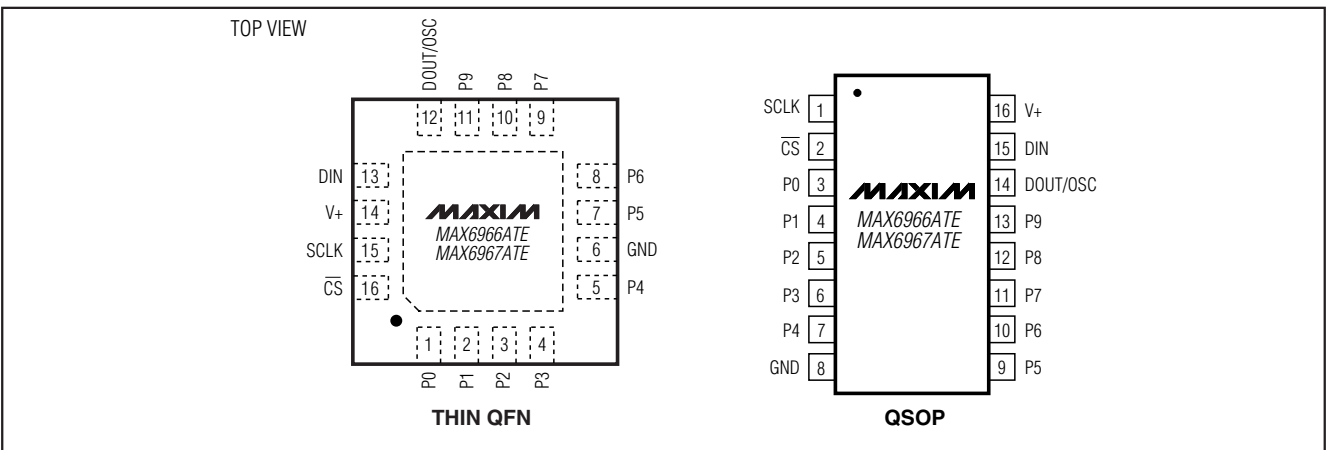 TOP VIEW
DOUT/OSC
P9
P8
P7
12 11 10 9
DIN 13
V+ 14
SCLK 15
CS 16
MAXIM
MAX6966ATE
MAX6967ATE
8 P6
7 P5
6 GND
5 P4
1 2 3 4
P0
P1
P2
P3
THIN QFN
SCLK 1
CS 2
P0 3
P1 4
P2 5
P3 6
P4 7
GND 8
MAXIM
MAX6966ATE
MAX6967ATE
16 V+
15 DIN
14 DOUT/OSC
13 P9
12 P8
11 P7
10 P6
9 P5
QSOP